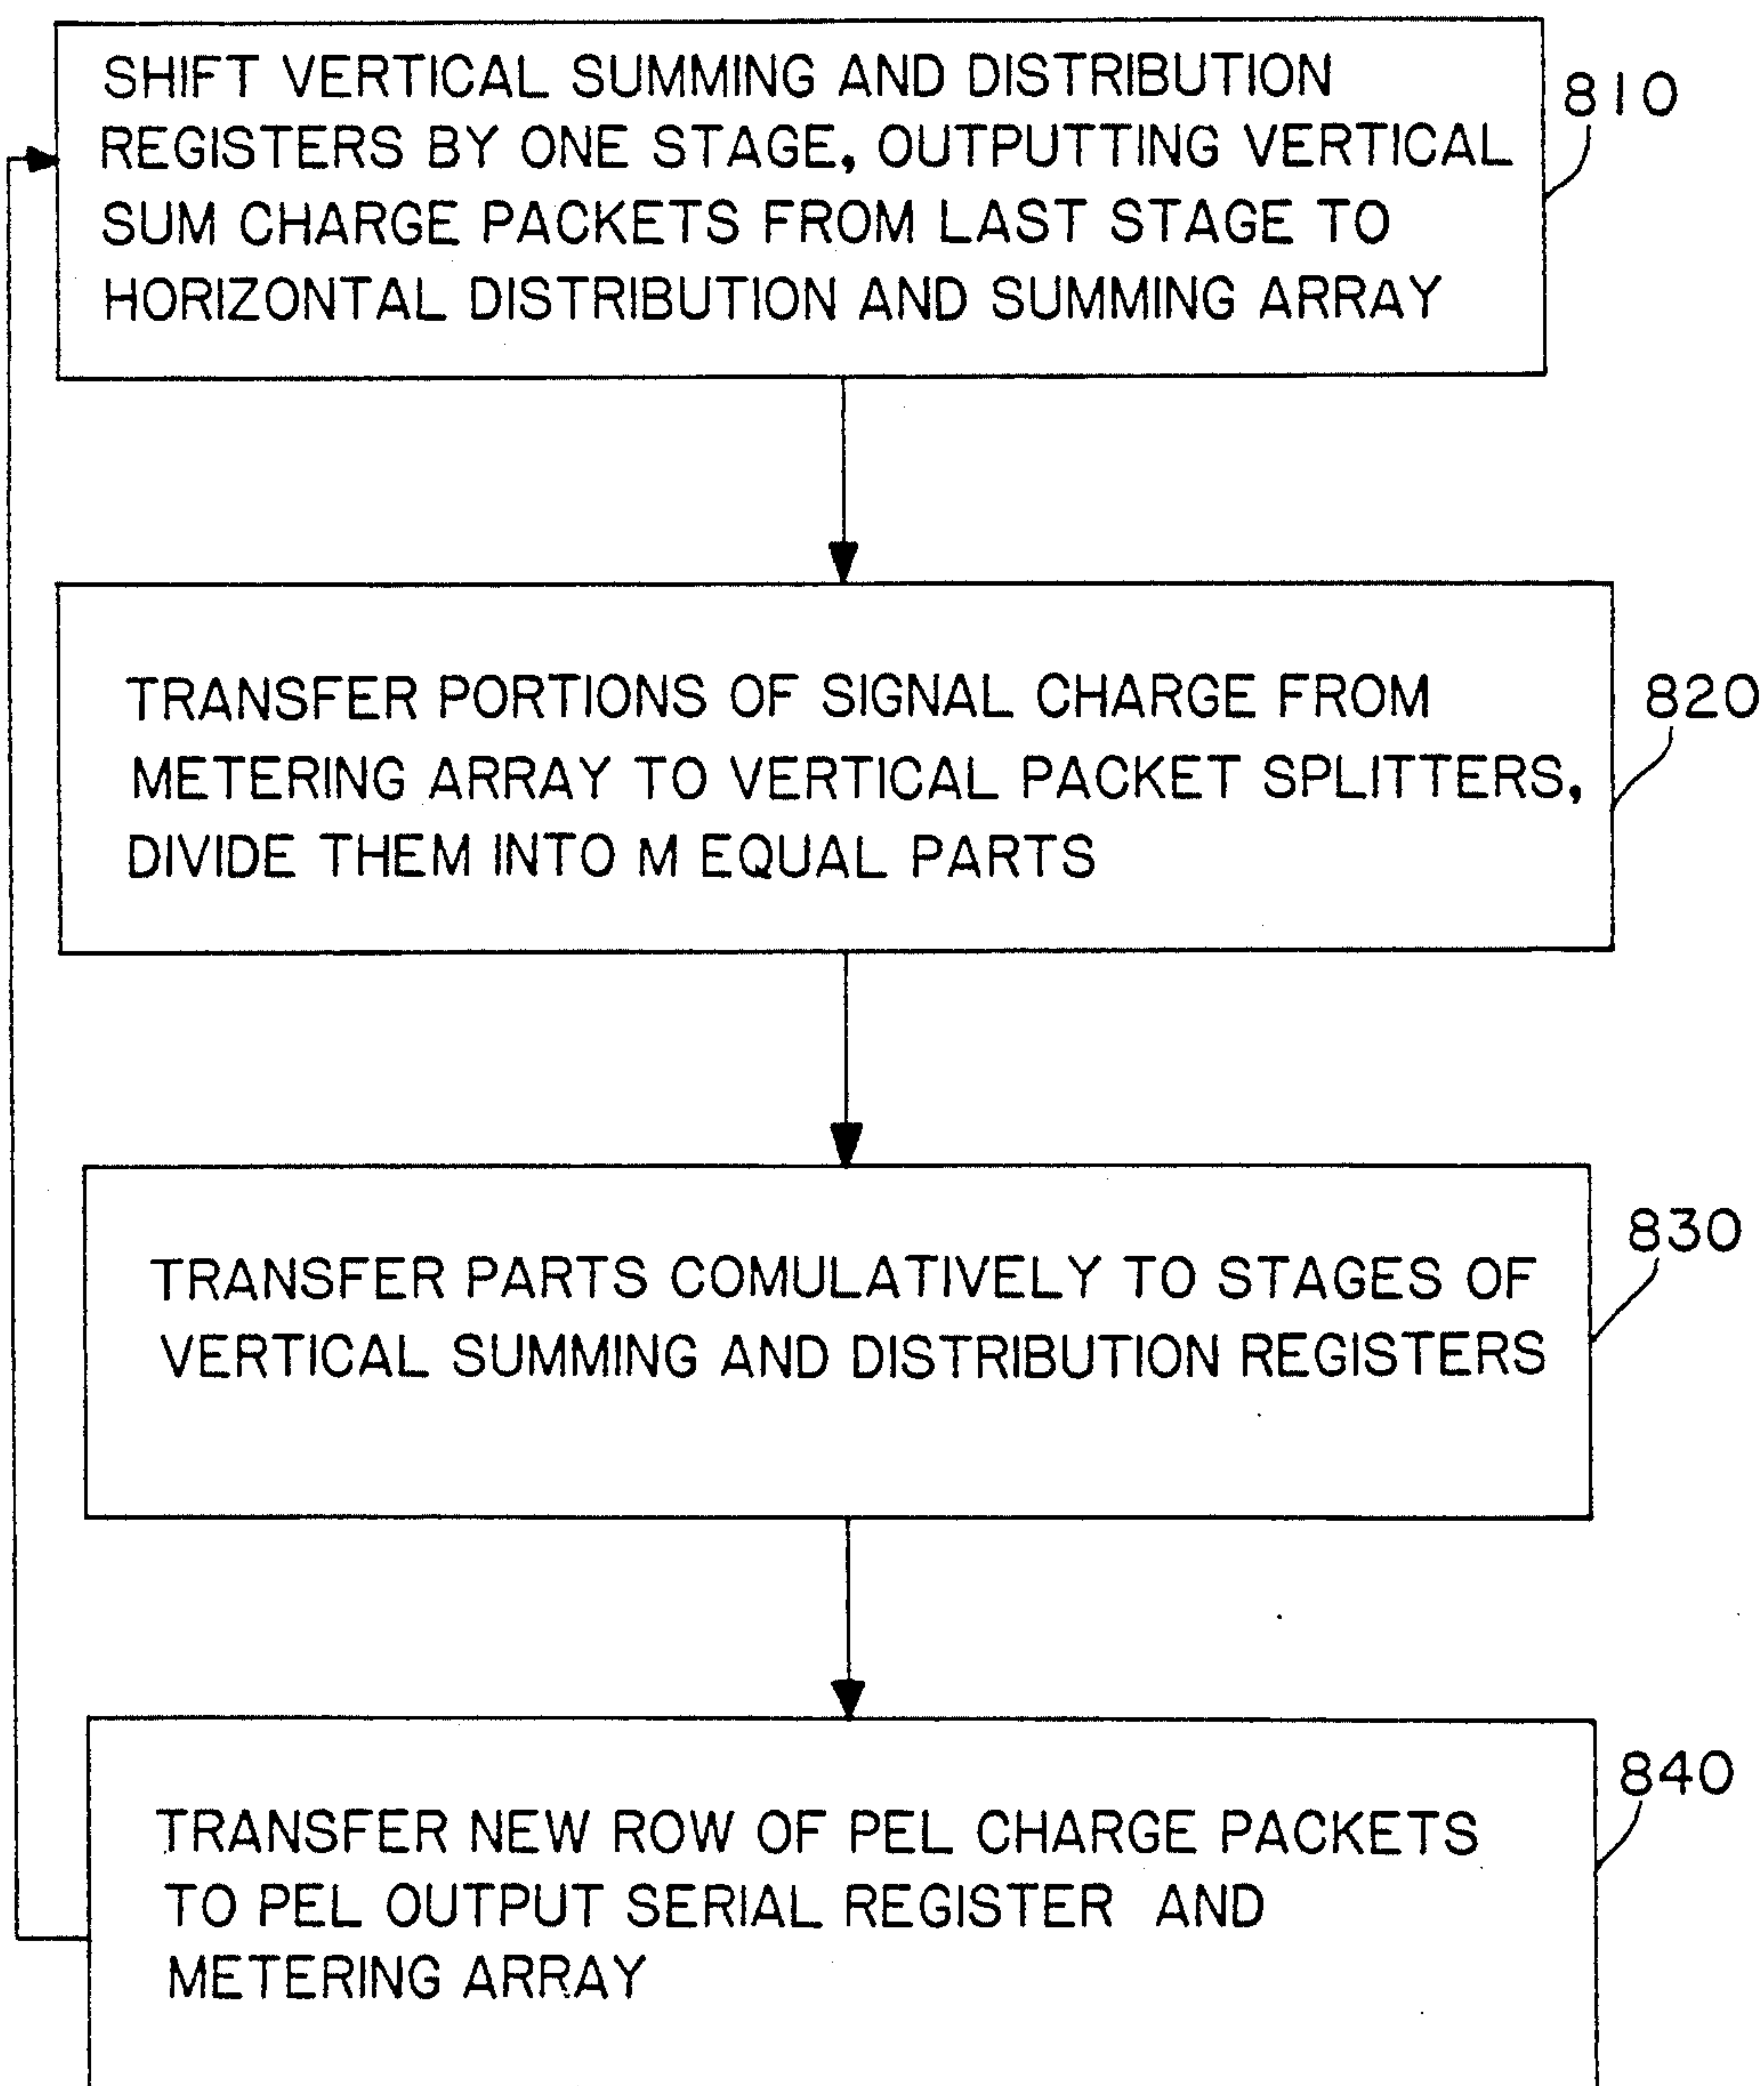 SHIFT VERTICAL SUMMING AND DISTRIBUTION
REGISTERS BY ONE STAGE, OUTPUTTING VERTICAL
SUM CHARGE PACKETS FROM LAST STAGE TO
HORIZONTAL DISTRIBUTION AND SUMMING ARRAY
810
TRANSFER PORTIONS OF SIGNAL CHARGE FROM
METERING ARRAY TO VERTICAL PACKET SPLITTERS,
DIVIDE THEM INTO M EQUAL PARTS
820
TRANSFER PARTS COMULATIVELY TO STAGES OF
VERTICAL SUMMING AND DISTRIBUTION REGISTERS
830
TRANSFER NEW ROW OF PEL CHARGE PACKETS
TO PEL OUTPUT SERIAL REGISTER AND
METERING ARRAY
840